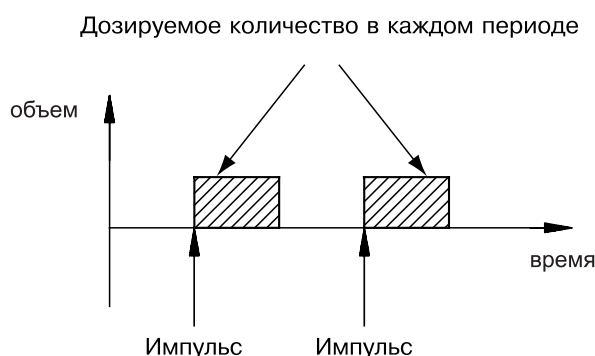 Дозируемое количество в каждом периоде
объем
время
Импульс Импульс